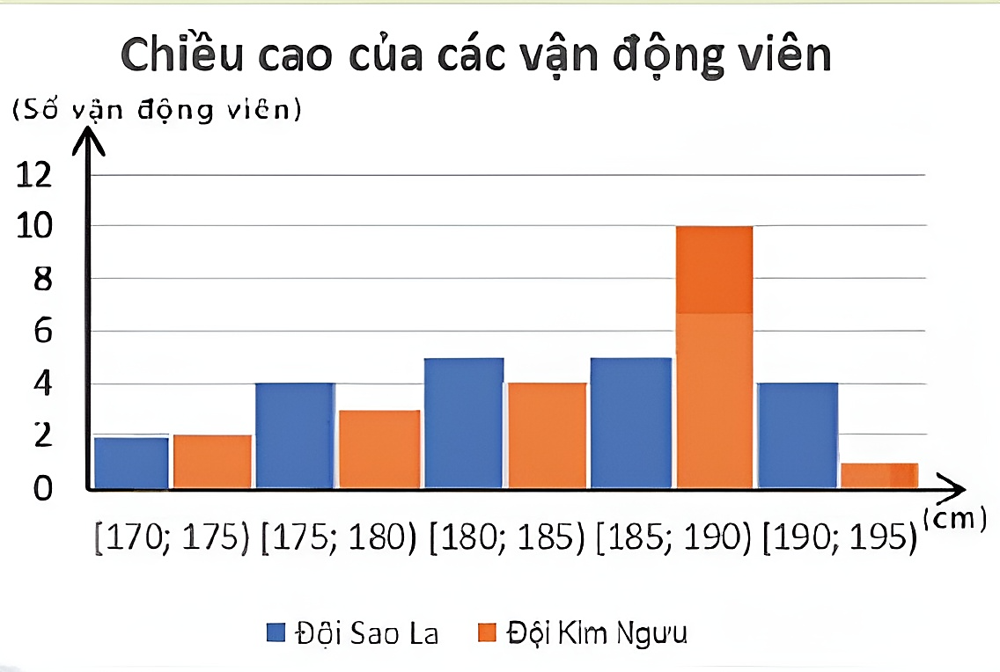 Chiều cao của các vận động viên
(Số vận động viên)
12
10
8
6
4
2
0
[170; 175) [175; 180) [180; 185) [185; 190) [190; 195)
(cm)
Đội Sao La Đội Kim Ngưu